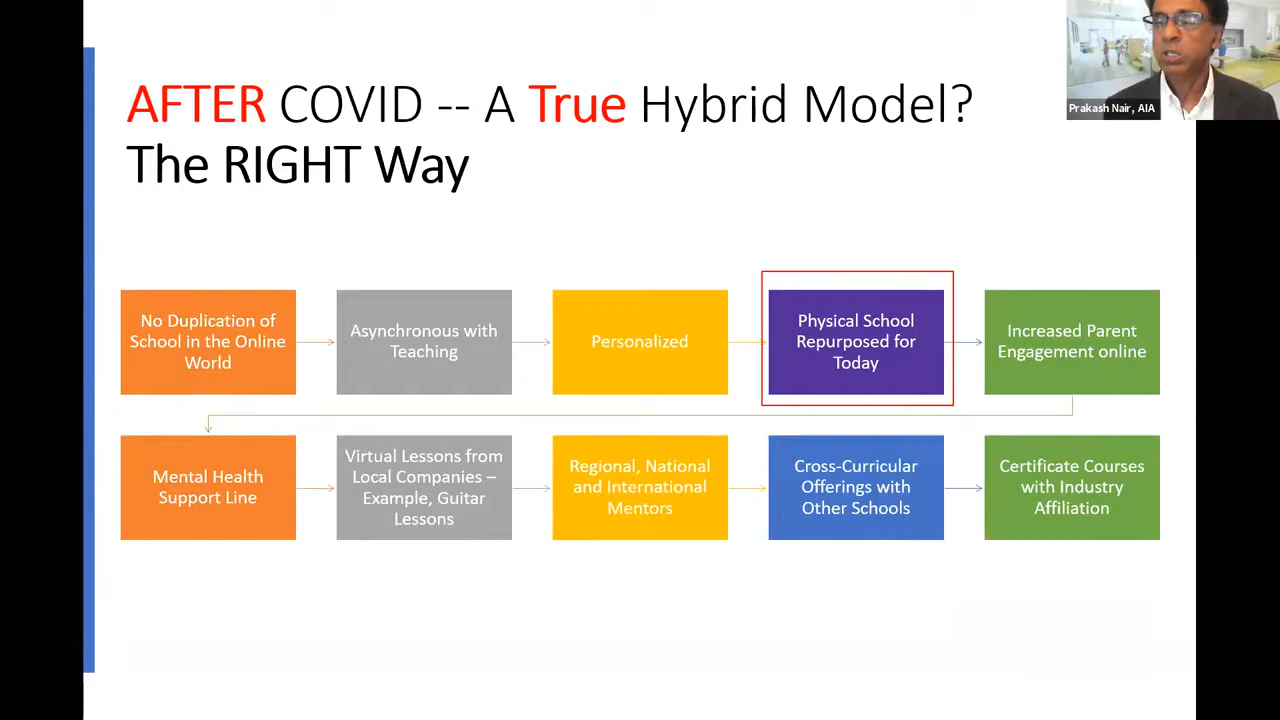 AFTER COVID -- A True Hybrid Model?
The RIGHT Way
Prakash Nair, AIA
No Duplication of
School in the Online
World
Asynchronous with
Teaching
Personalized
Physical School
Repurposed for
Today
Increased Parent
Engagement online
Mental Health
Support Line
Virtual Lessons from
Local Companies –
Example, Guitar
Lessons
Regional, National
and International
Mentors
Cross-Curricular
Offerings with
Other Schools
Certificate Courses
with Industry
Affiliation